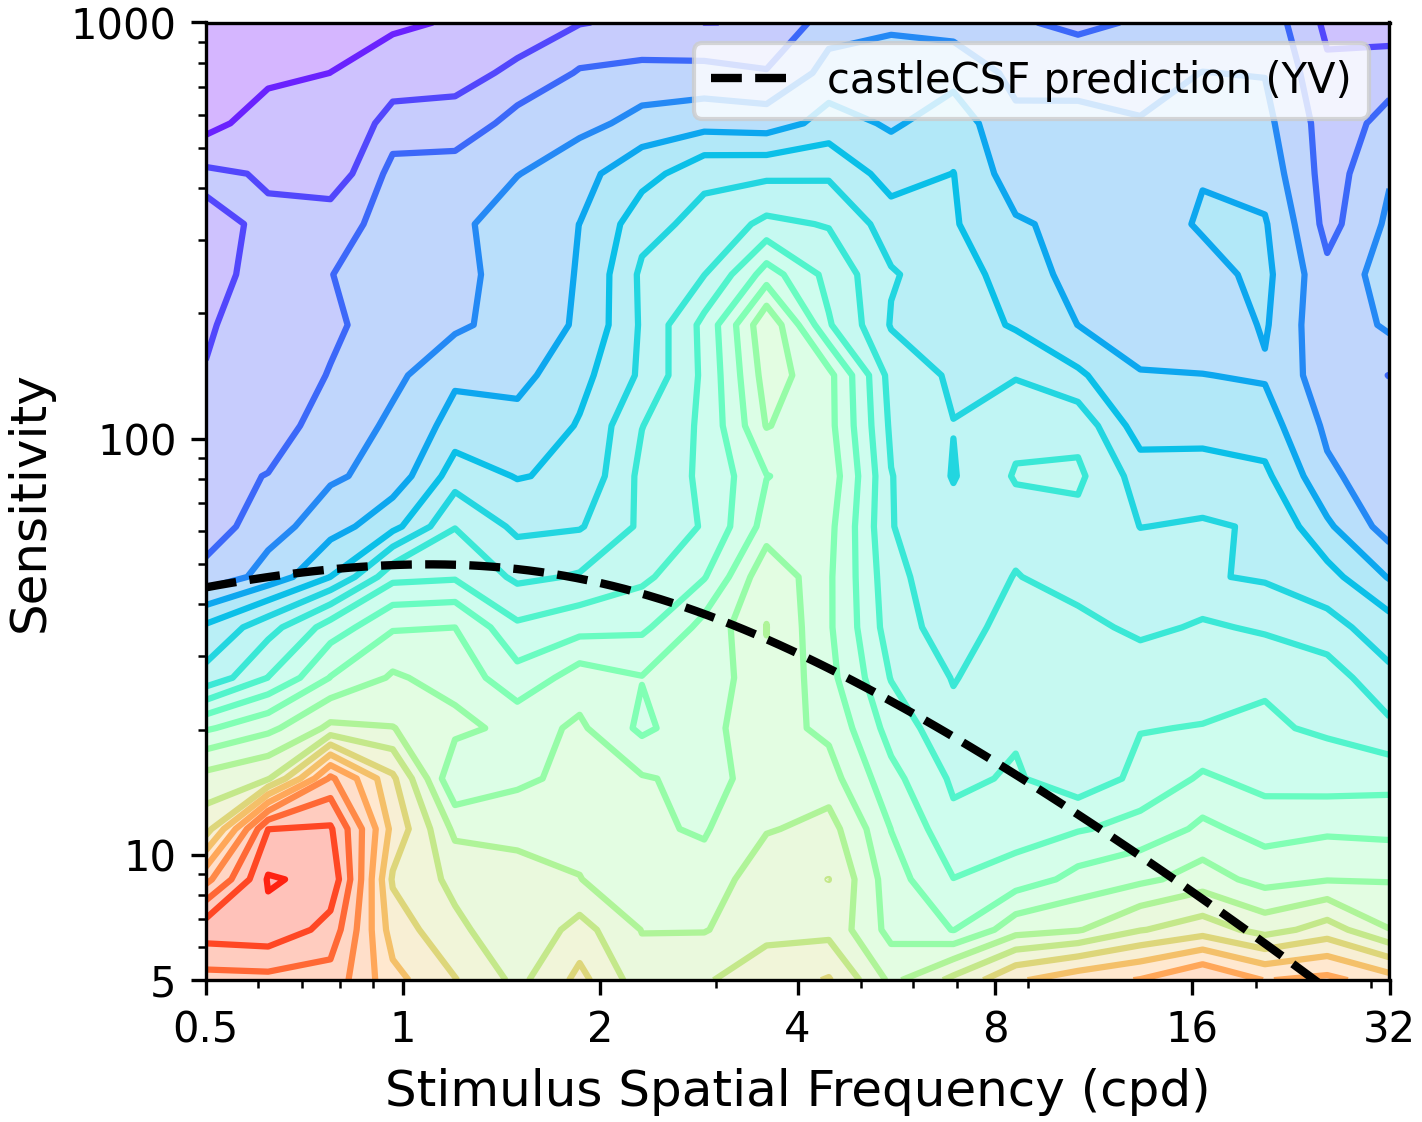 1000
castleCSF prediction (YV)
100
Sensitivity
10
5
0.5 1 2 4 8 16 32
Stimulus Spatial Frequency (cpd)